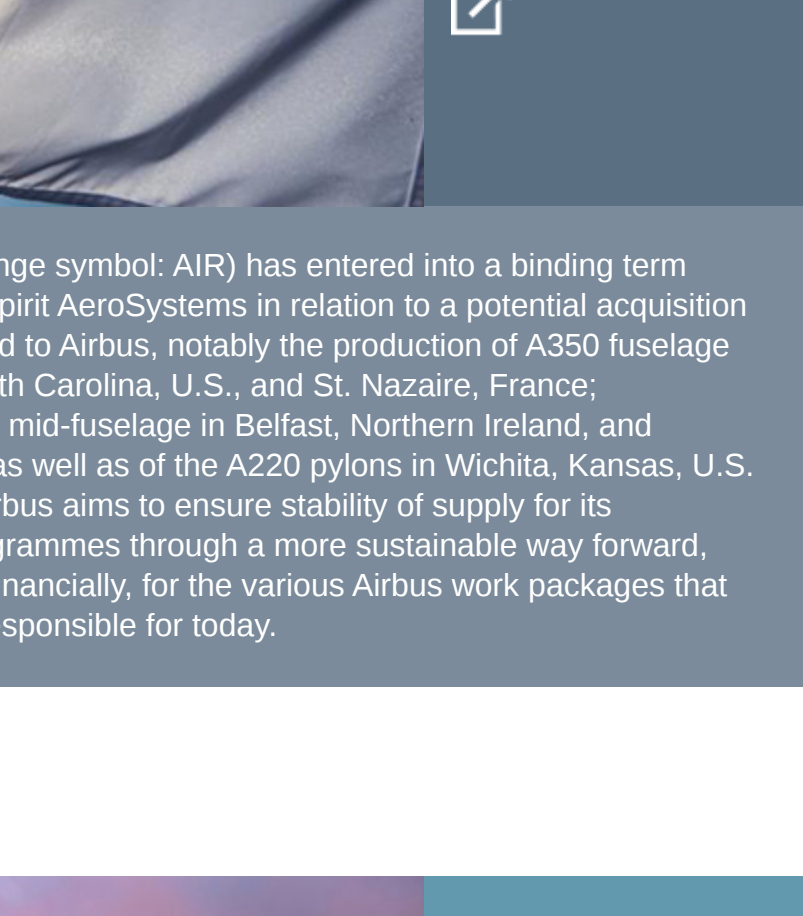 nge symbol: AIR) has entered into a binding term
pirit AeroSystems in relation to a potential acquisition
d to Airbus, notably the production of A350 fuselage
th Carolina, U.S., and St. Nazaire, France;
mid-fuselage in Belfast, Northern Ireland, and
as well as of the A220 pylons in Wichita, Kansas, U.S.
rbus aims to ensure stability of supply for its
grammes through a more sustainable way forward,
inancially, for the various Airbus work packages that
sponsible for today.